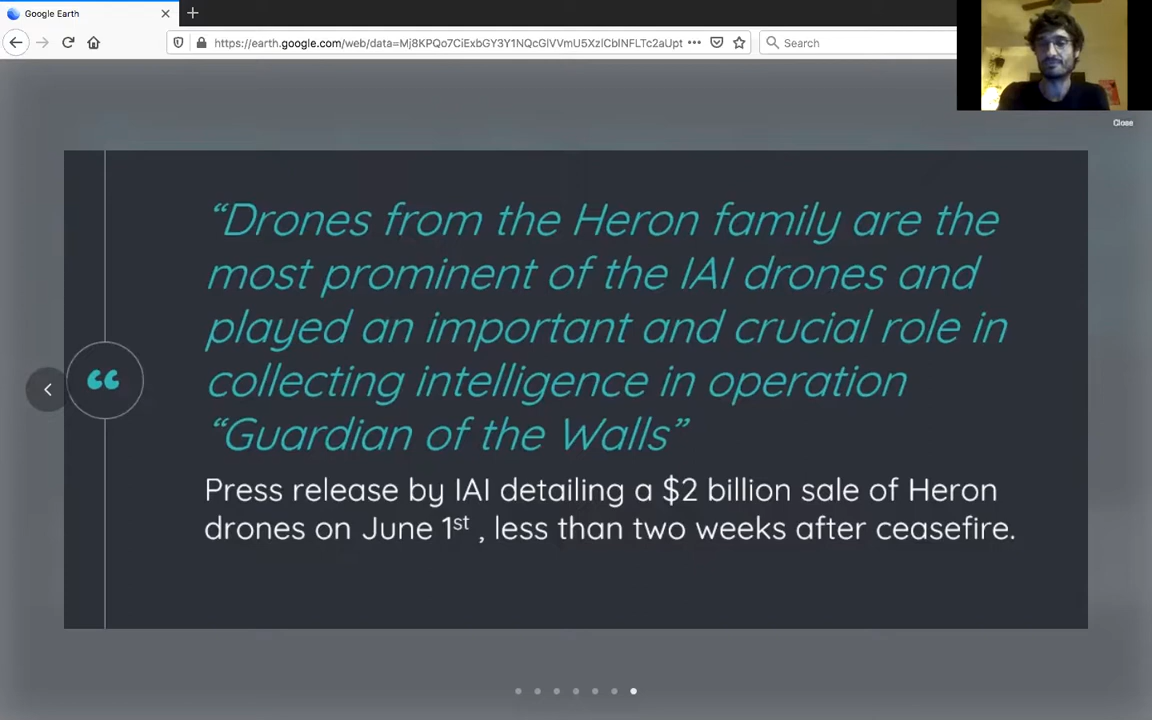 Google Earth
https://earth.google.com/web/data=Mj8KPQo7CiExbGY3Y1NQcGlVVmU5XzlCblNFLTc2aUpt
Search
Close
“Drones from the Heron family are the
most prominent of the IAI drones and
played an important and crucial role in
collecting intelligence in operation
“Guardian of the Walls”
Press release by IAI detailing a $2 billion sale of Heron
drones on June 1st , less than two weeks after ceasefire.